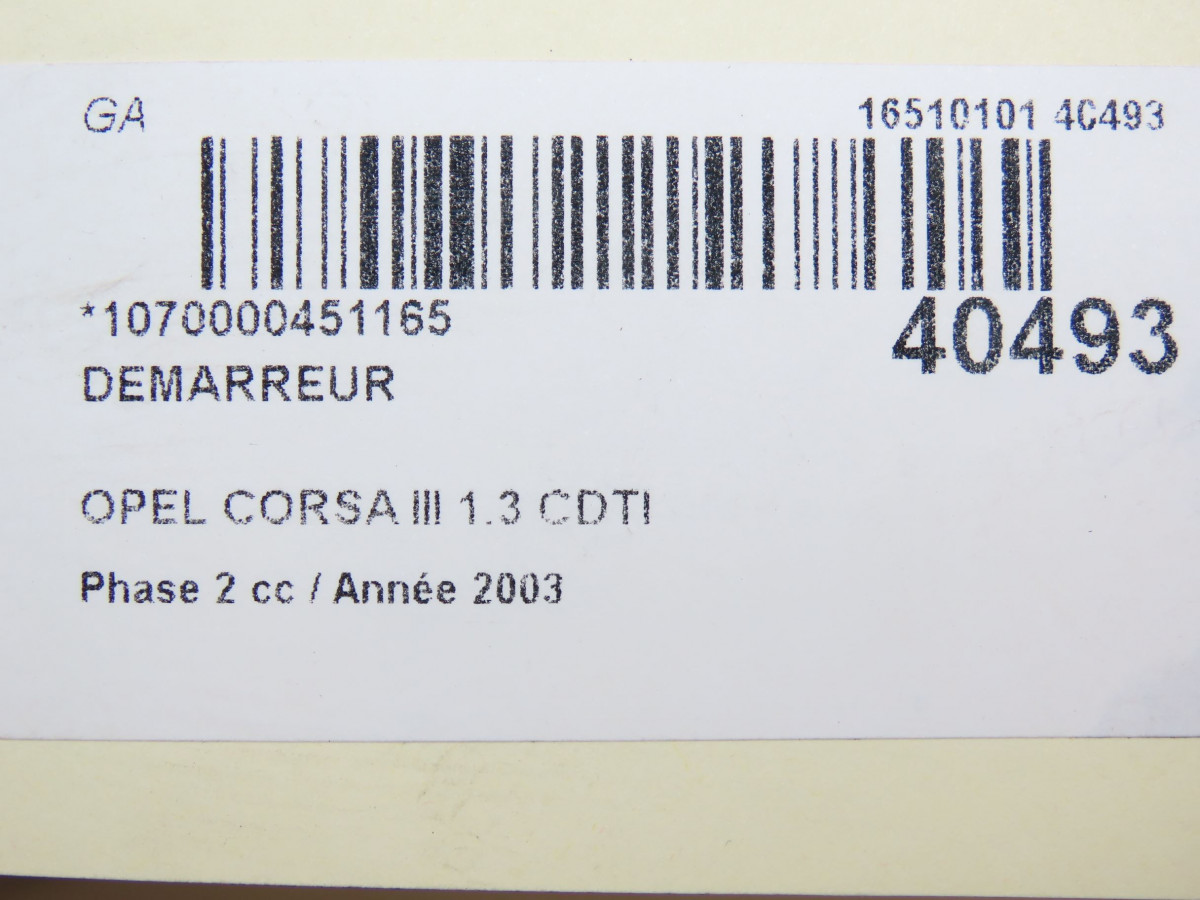 GA
16510101 40493
*1070000451165
40493
DEMARREUR
OPEL CORSA III 1.3 CDTI
Phase 2 cc / Année 2003